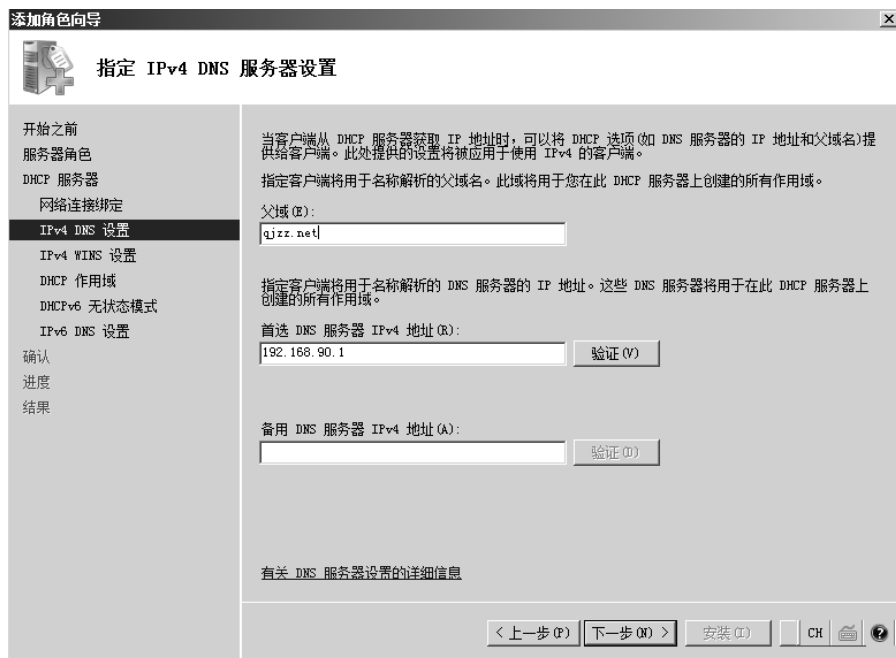 添加角色向导
指定 IPv4 DNS 服务器设置
开始之前
服务器角色
DHCP 服务器
网络连接绑定
IPv4 DNS 设置
IPv4 WINS 设置
DHCP 作用域
DHCPv6 无状态模式
IPv6 DNS 设置
确认
进度
结果
当客户端从 DHCP 服务器获取 IP 地址时，可以将 DHCP 选项(如 DNS 服务器的 IP 地址和父域名)提
供给客户端。此处提供的设置将被应用于使用 IPv4 的客户端。
指定客户端将用于名称解析的父域名。此域将用于您在此 DHCP 服务器上创建的所有作用域。
父域(E):
qjzz.net
指定客户端将用于名称解析的 DNS 服务器的 IP 地址。这些 DNS 服务器将用于在此 DHCP 服务器上
创建的所有作用域。
首选 DNS 服务器 IPv4 地址(R):
192.168.90.1
验证(V)
备用 DNS 服务器 IPv4 地址(A):
验证(D)
有关 DNS 服务器设置的详细信息
< 上一步(P)
下一步(N) >
安装(I)
CH